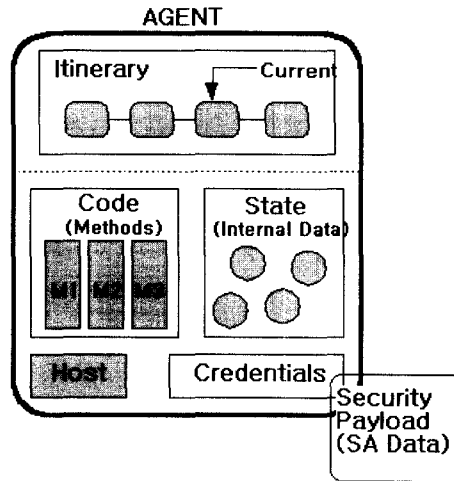 AGENT
Itinerary
Current
Code
(Methods)
State
(Internal Data)
M1 M2 M3
Host
Credentials
Security
Payload
(SA Data)